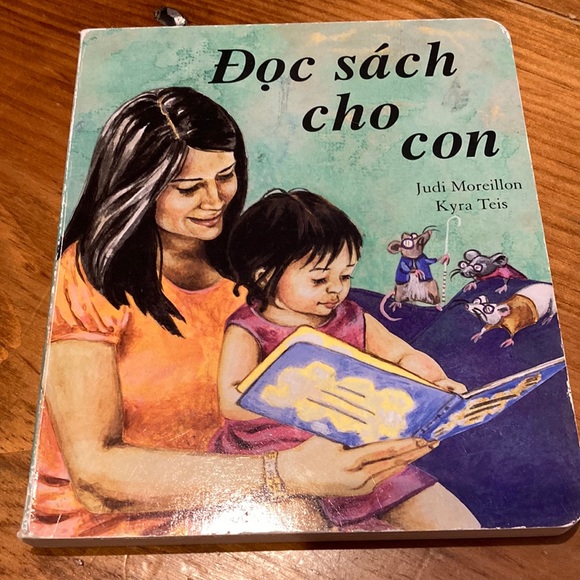 Đọc sách
cho
con
Judi Moreillon
Kyra Teis